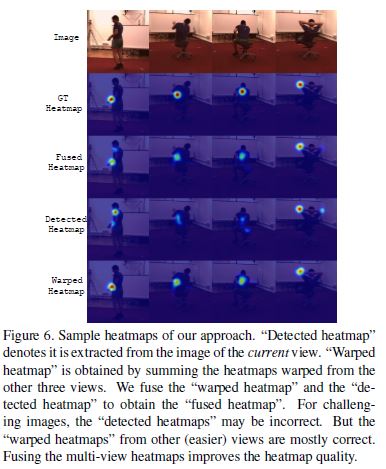 Image
GT
Heatmap
Fused
Heatmap
Detected
Heatmap
Warped
Heatmap
Figure 6. Sample heatmaps of our approach. “Detected heatmap”
denotes it is extracted from the image of the current view. “Warped
heatmap” is obtained by summing the heatmaps warped from the
other three views. We fuse the “warped heatmap” and the “de-
tected heatmap” to obtain the “fused heatmap”. For challeng-
ing images, the “detected heatmaps” may be incorrect. But the
“warped heatmaps” from other (easier) views are mostly correct.
Fusing the multi-view heatmaps improves the heatmap quality.